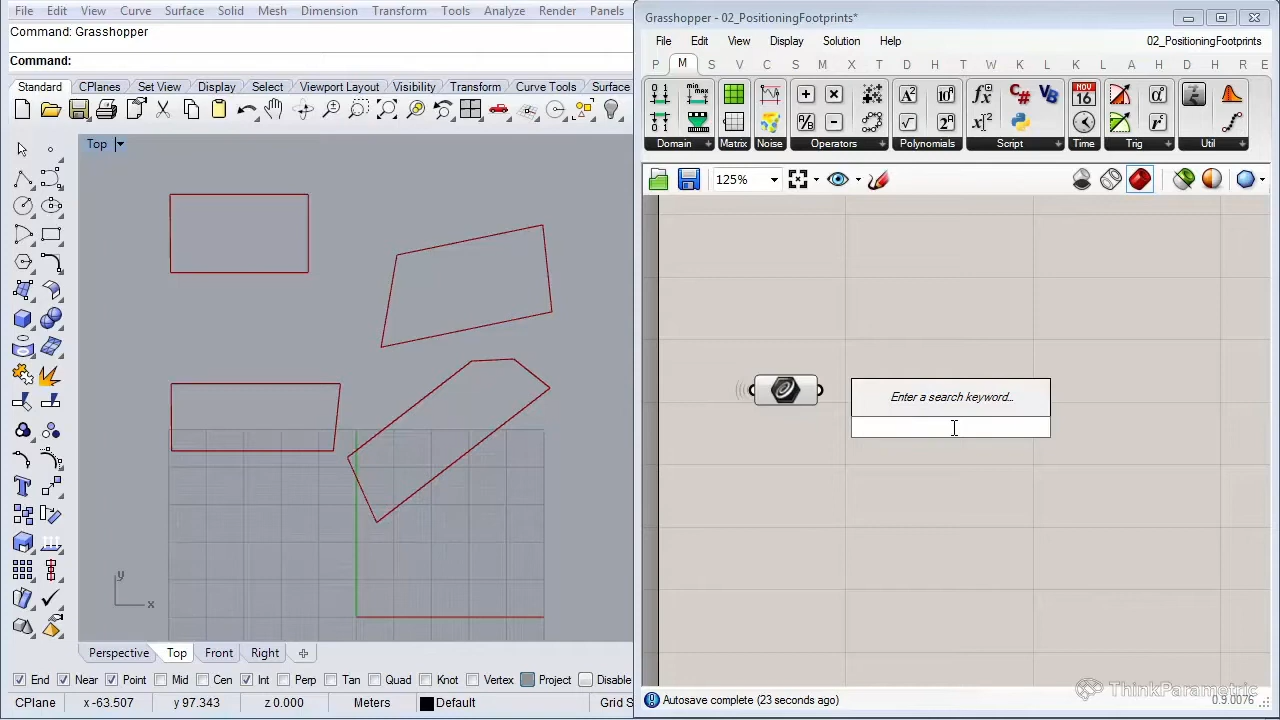 File Edit View Curve Surface Solid Mesh Dimension Transform Tools Analyze Render Panels
Command: Grasshopper
Command:
Standard CPlanes Set View Display Select Viewport Layout Visibility Transform Curve Tools Surface
Top
y
x
Perspective Top Front Right
End Near Point Mid Cen Int Perp Tan Quad Knot Vertex Project Disable
CPlane x -63.507 y 97.343 z 0.000 Meters Default Grid S
Grasshopper - 02_PositioningFootprints*
File Edit View Display Solution Help 02_PositioningFootprints
P M S V C S I M X T D H T W F B K L L K A D H R E
Domain Matrix Noise Operators Polynomials Script Time Trig Util
125%
Enter a search keyword...
Autosave complete (23 seconds ago)
ThinkParametric
0.9.0076